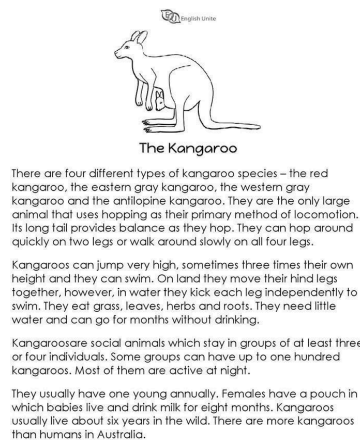 English Unite
The Kangaroo
There are four different types of kangaroo species – the red
kangaroo, the eastern gray kangaroo, the western gray
kangaroo and the antilopine kangaroo. They are the only large
animal that uses hopping as their primary method of locomotion.
Its long tail provides balance as they hop. They can hop around
quickly on two legs or walk around slowly on all four legs.
Kangaroos can jump very high, sometimes three times their own
height and they can swim. On land they move their hind legs
together, however, in water they kick each leg independently to
swim. They eat grass, leaves, herbs and roots. They need little
water and can go for months without drinking.
Kangaroosare social animals which stay in groups of at least three
or four individuals. Some groups can have up to one hundred
kangaroos. Most of them are active at night.
They usually have one young annually. Females have a pouch in
which babies live and drink milk for eight months. Kangaroos
usually live about six years in the wild. There are more kangaroos
than humans in Australia.